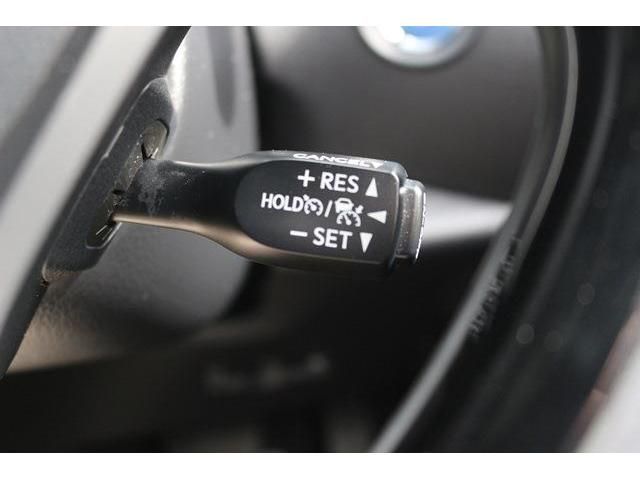 CANCEL▼
+ RES ▲
HOLD / ◀
− SET ▼